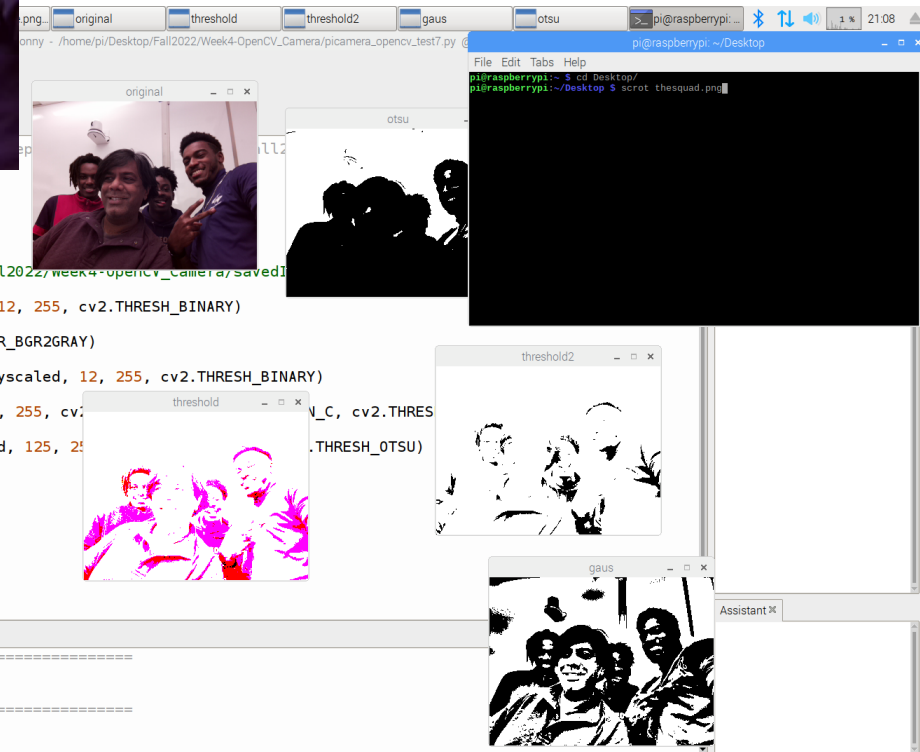 e.png... original threshold threshold2 gaus otsu pi@raspberrypi: ... 1 % 21:08
onny - /home/pi/Desktop/Fall2022/Week4-OpenCV_Camera/picamera_opencv_test7.py @
pi@raspberrypi: ~/Desktop
File Edit Tabs Help
pi@raspberrypi:~ $ cd Desktop/
pi@raspberrypi:~/Desktop $ scrot thesquad.png
original
otsu
ep
all2
ll2022/Week4-OpenCV_Camera/savedI
12, 255, cv2.THRESH_BINARY)
R_BGR2GRAY)
yscaled, 12, 255, cv2.THRESH_BINARY)
threshold2
threshold
, 255, cv2 N_C, cv2.THRES
d, 125, 25 .THRESH_OTSU)
gaus
Assistant
===============
===============